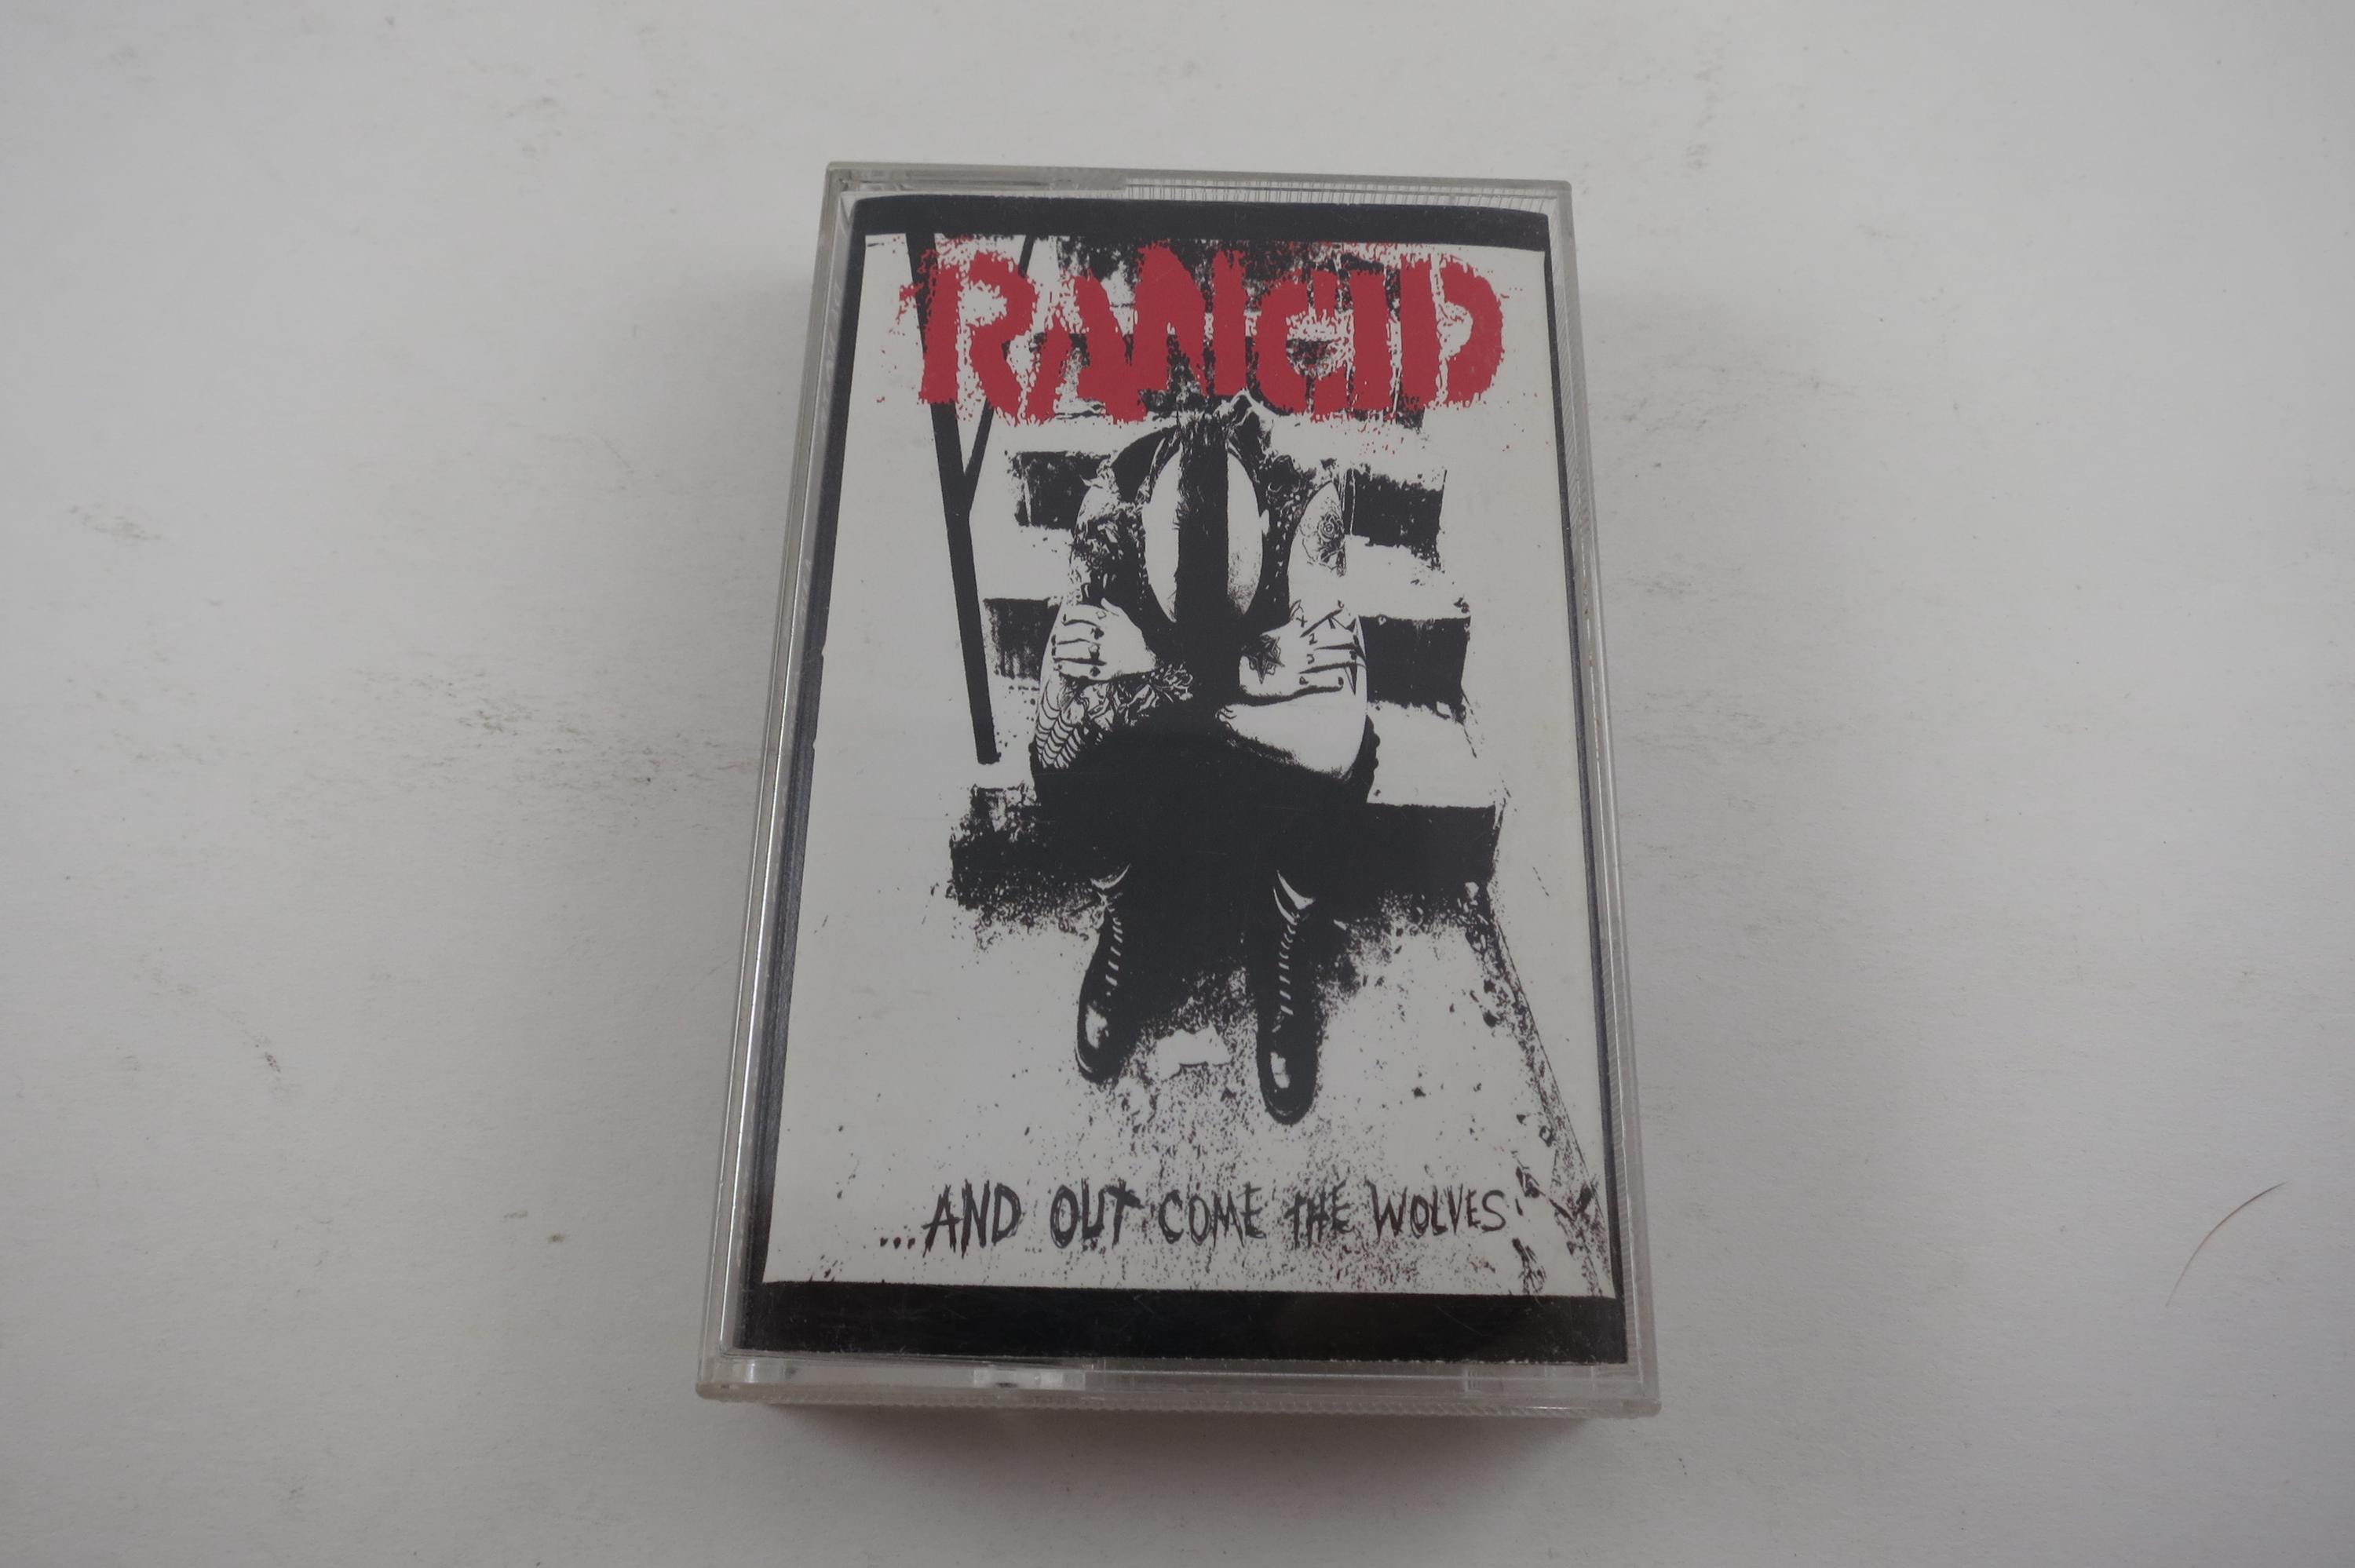 RANCID
...AND OUT COME THE WOLVES